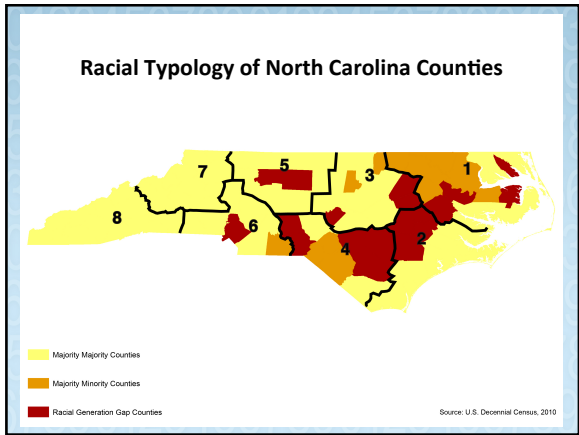 Racial Typology of North Carolina Counties
5
1
7
3
8
6
2
4
Majority Majority Counties
Majority Minority Counties
Racial Generation Gap Counties
Source: U.S. Decennial Census, 2010